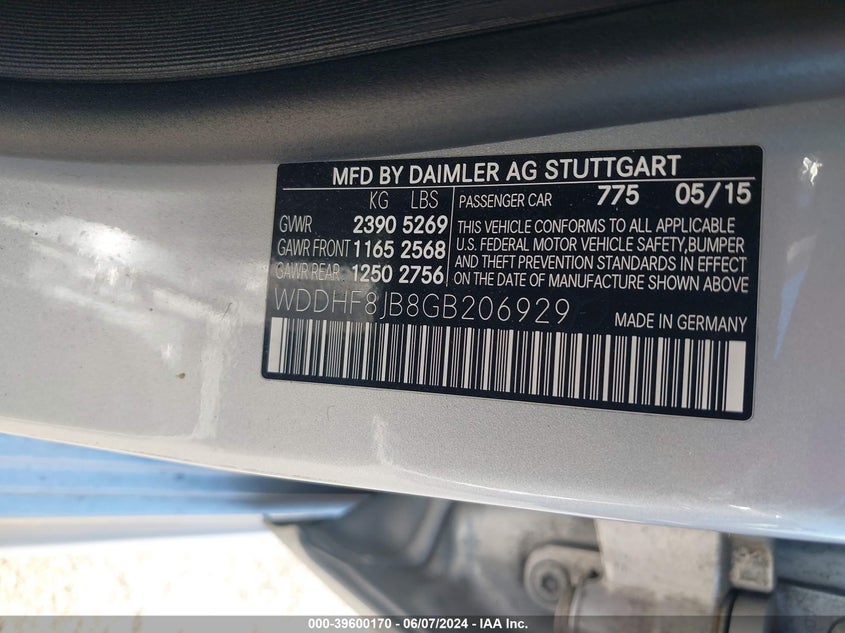 MFD BY DAIMLER AG STUTTGART
KG LBS
GVWR 2390 5269
GAWR FRONT 1165 2568
GAWR REAR 1250 2756
PASSENGER CAR 775 05/15
THIS VEHICLE CONFORMS TO ALL APPLICABLE
U.S. FEDERAL MOTOR VEHICLE SAFETY,BUMPER
AND THEFT PREVENTION STANDARDS IN EFFECT
ON THE DATE OF MANUFACTURE SHOWN ABOVE
WDDHF8JB8GB206929
MADE IN GERMANY
000-39600170 - 06/07/2024 - IAA Inc.